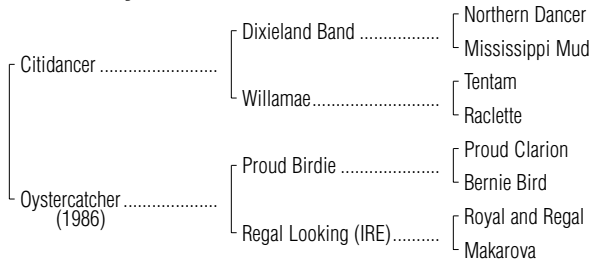 Northern Dancer
Dixieland Band ..................
Mississippi Mud
Citidancer ..........................
Tentam
Willamae............................
Raclette
Proud Clarion
Proud Birdie ......................
Bernie Bird
Oystercatcher.....................
(1986)
Royal and Regal
Regal Looking (IRE)..........
Makarova